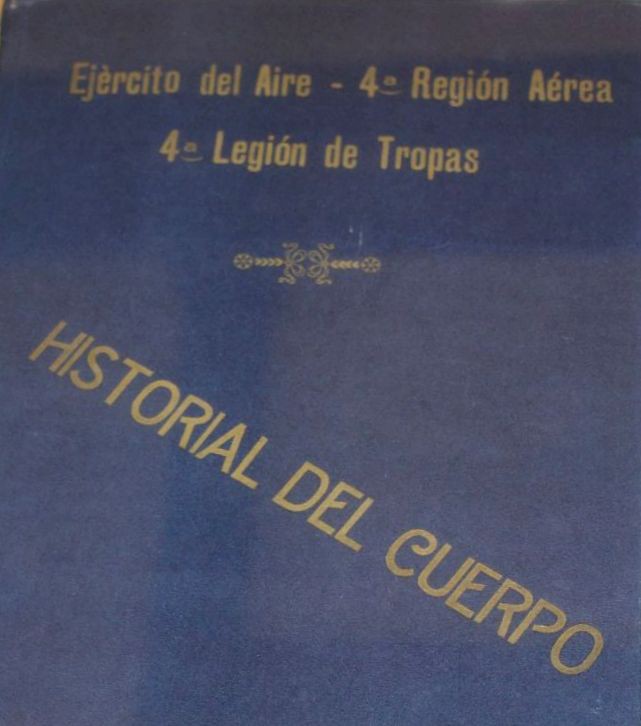 Ejèrcito del Aire - 4ª Región Aérea
4ª Legión de Tropas
HISTORIAL DEL CUERPO